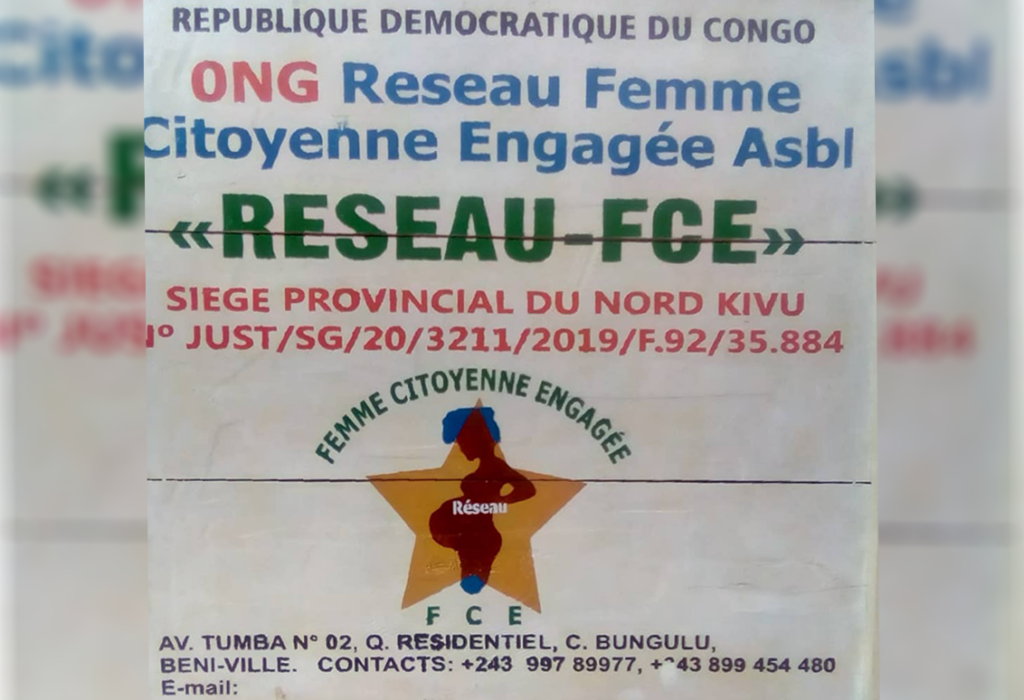 REPUBLIQUE DEMOCRATIQUE DU CONGO
ONG Reseau Femme
Citoyenne Engagée Asbl
«RESEAU-FCE»
SIEGE PROVINCIAL DU NORD KIVU
N° JUST/SG/20/3211/2019/F.92/35.884
FEMME CITOYENNE ENGAGÉE
Réseau
F C E
AV. TUMBA N° 02, Q. RESIDENTIEL, C. BUNGULU,
BENI-VILLE. CONTACTS: +243 997 89977, 899 454 480
E-mail: